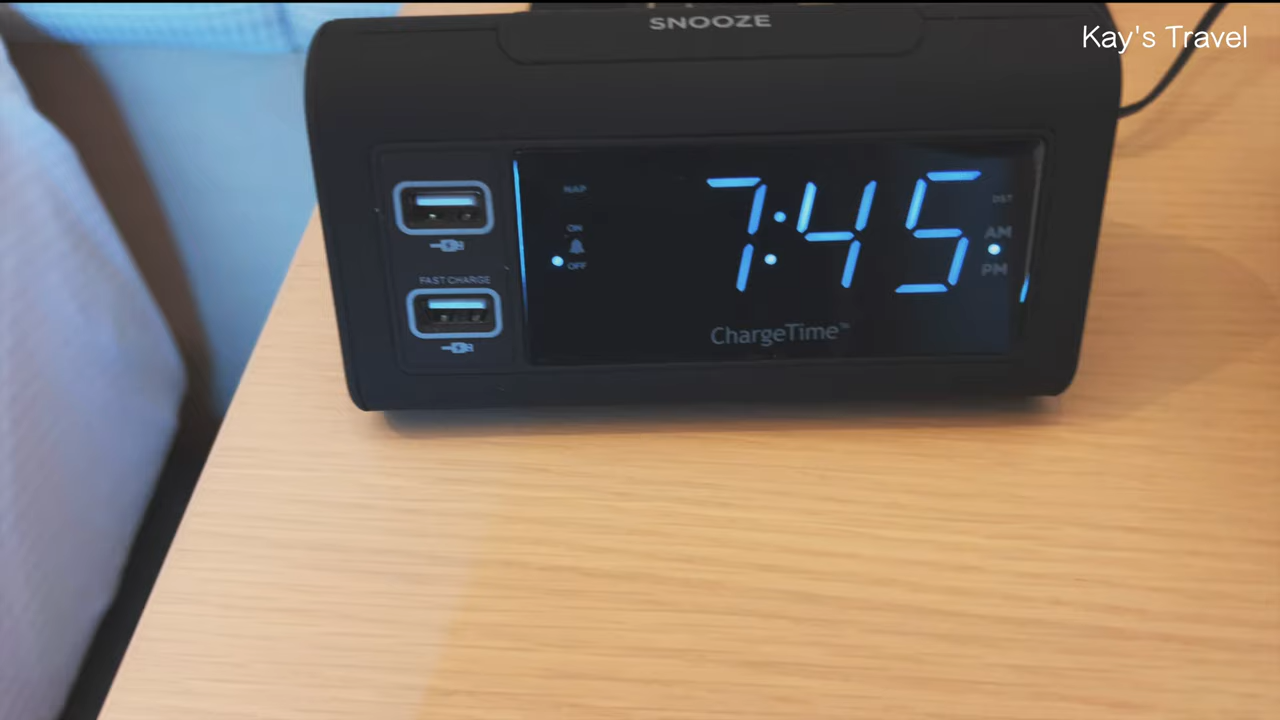 SNOOZE
Kay's Travel
NAP
7:45
DST
ON
AM
OFF
PM
FAST CHARGE
ChargeTime™